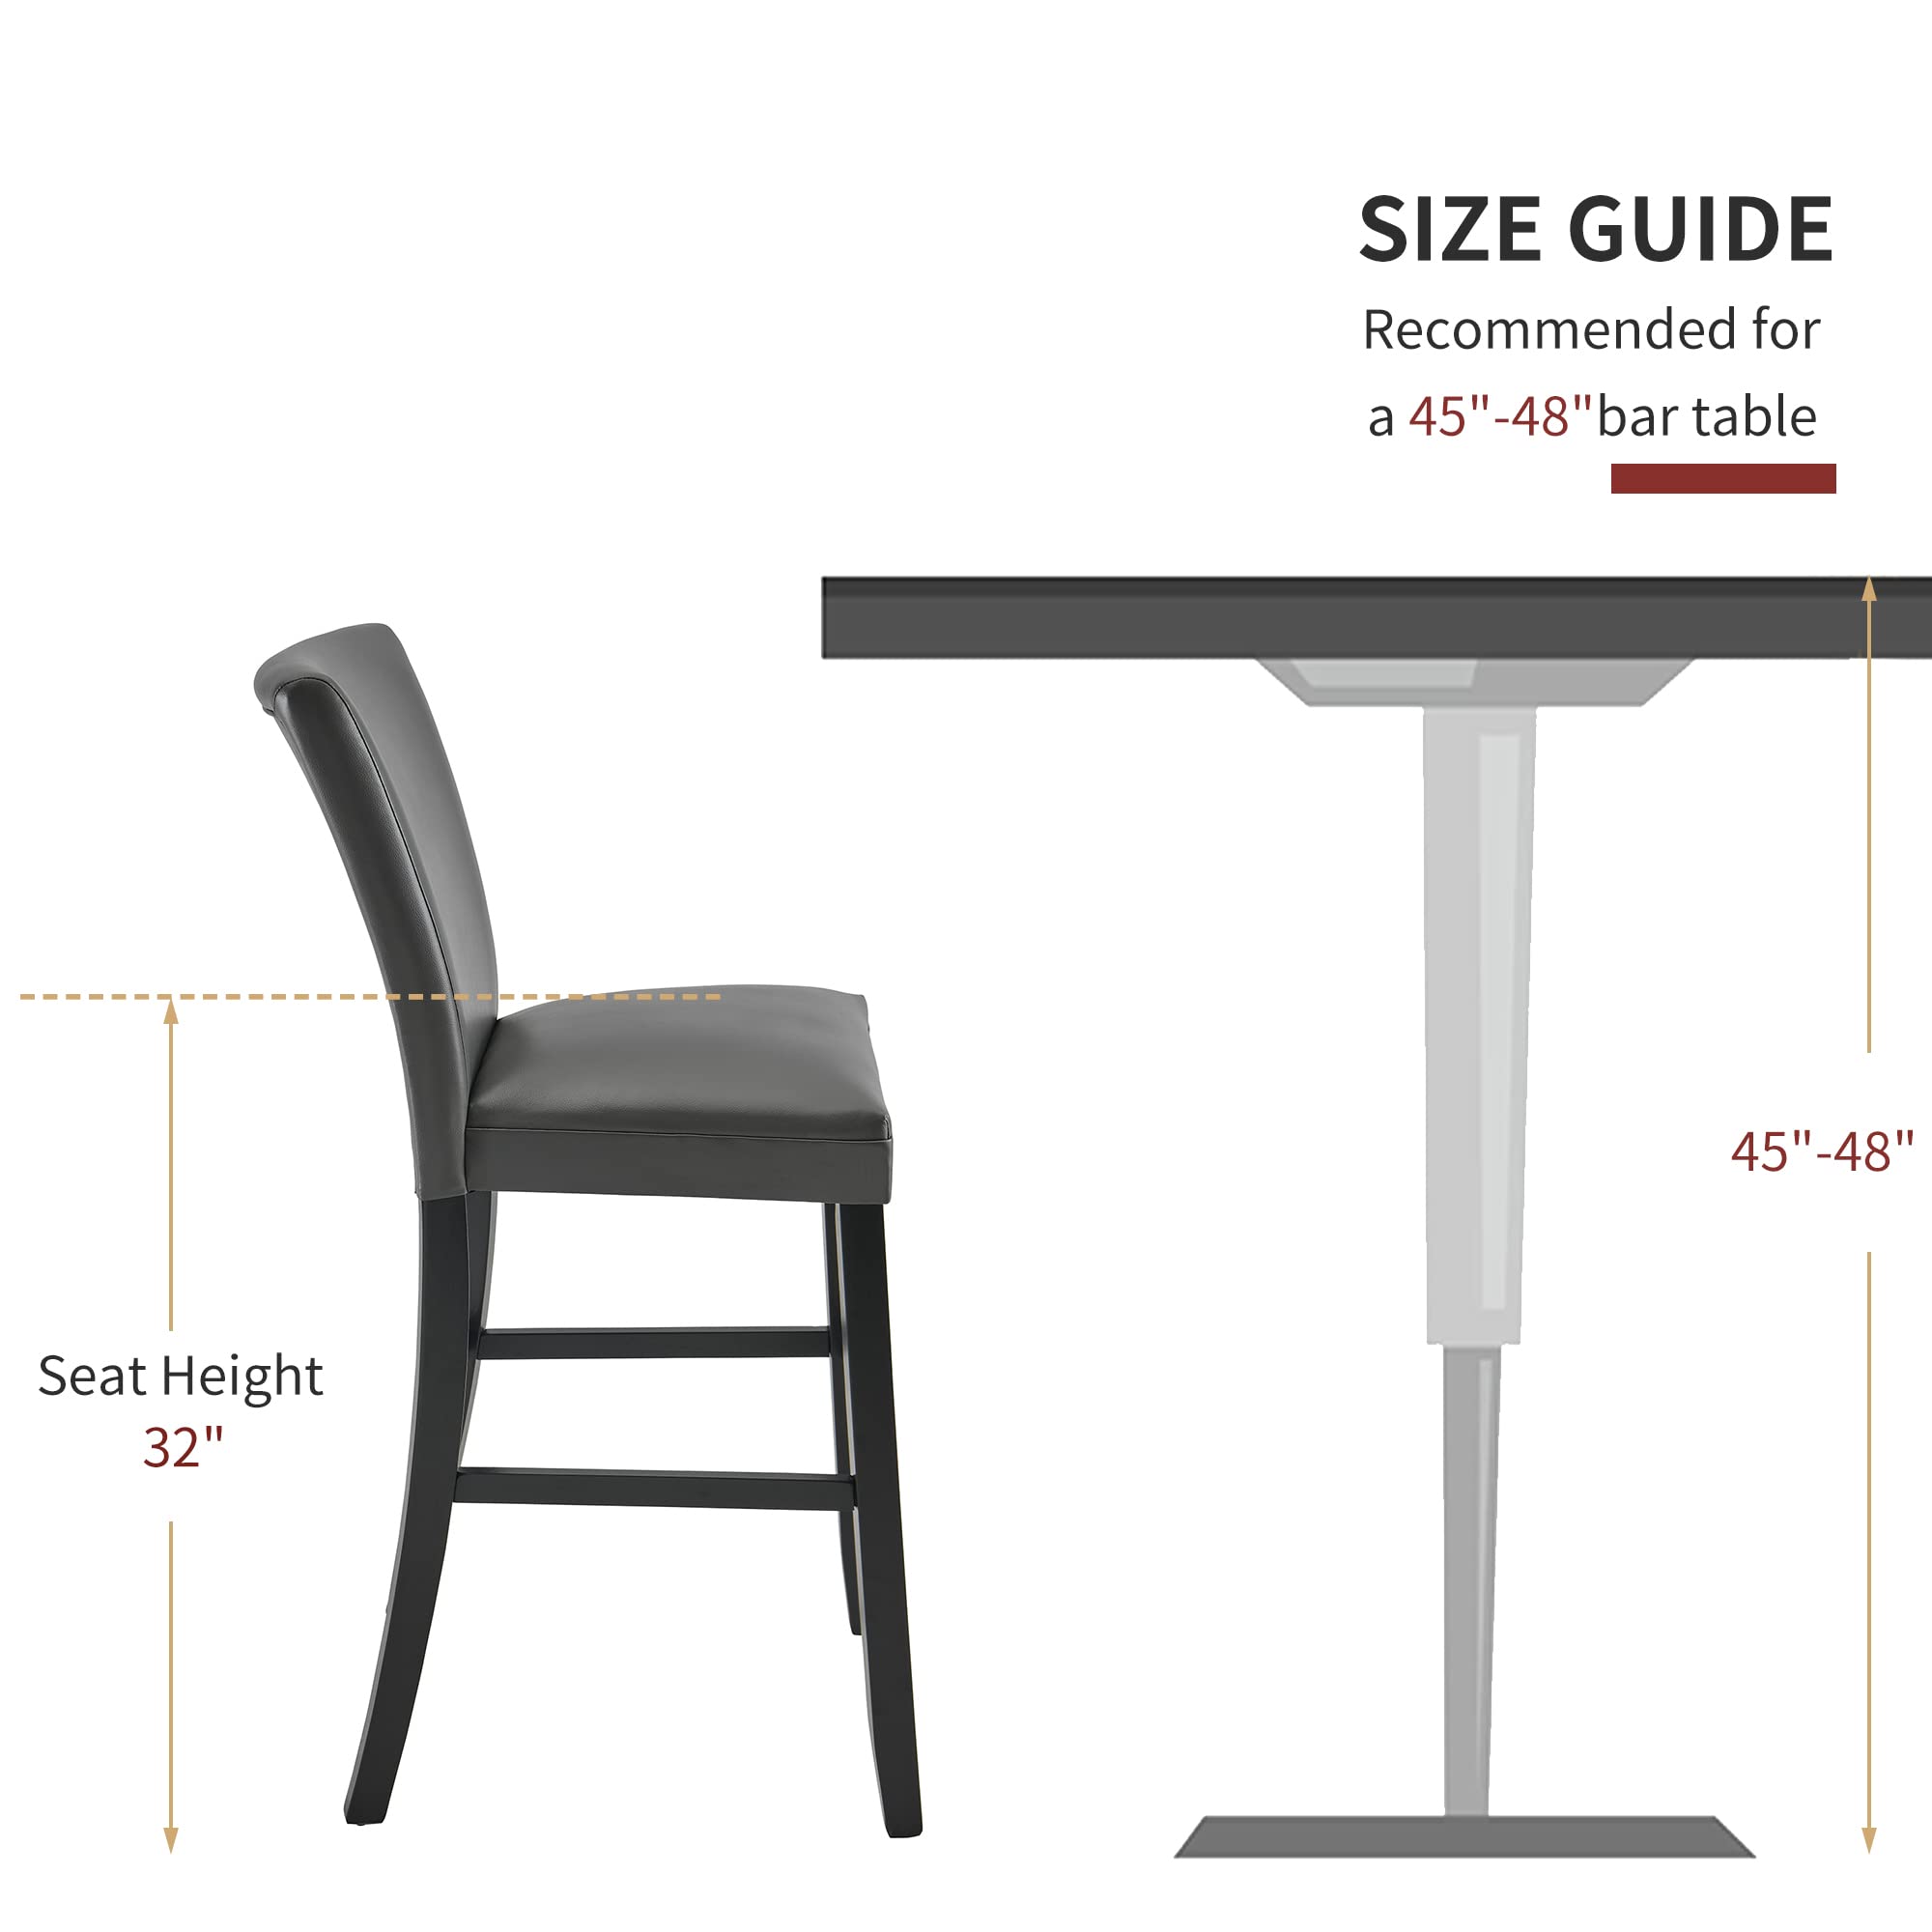 SIZE GUIDE
Recommended for
a 45"-48"bar table
45"-48"
Seat Height
32"